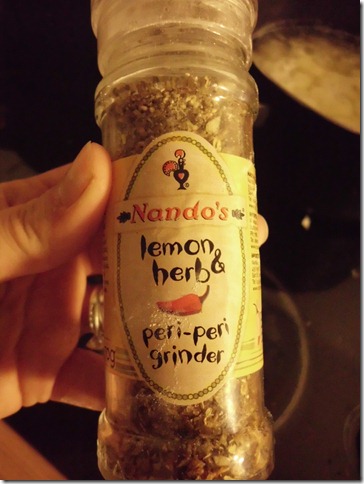 Nando's
lemon &
herb
peri-peri
grinder